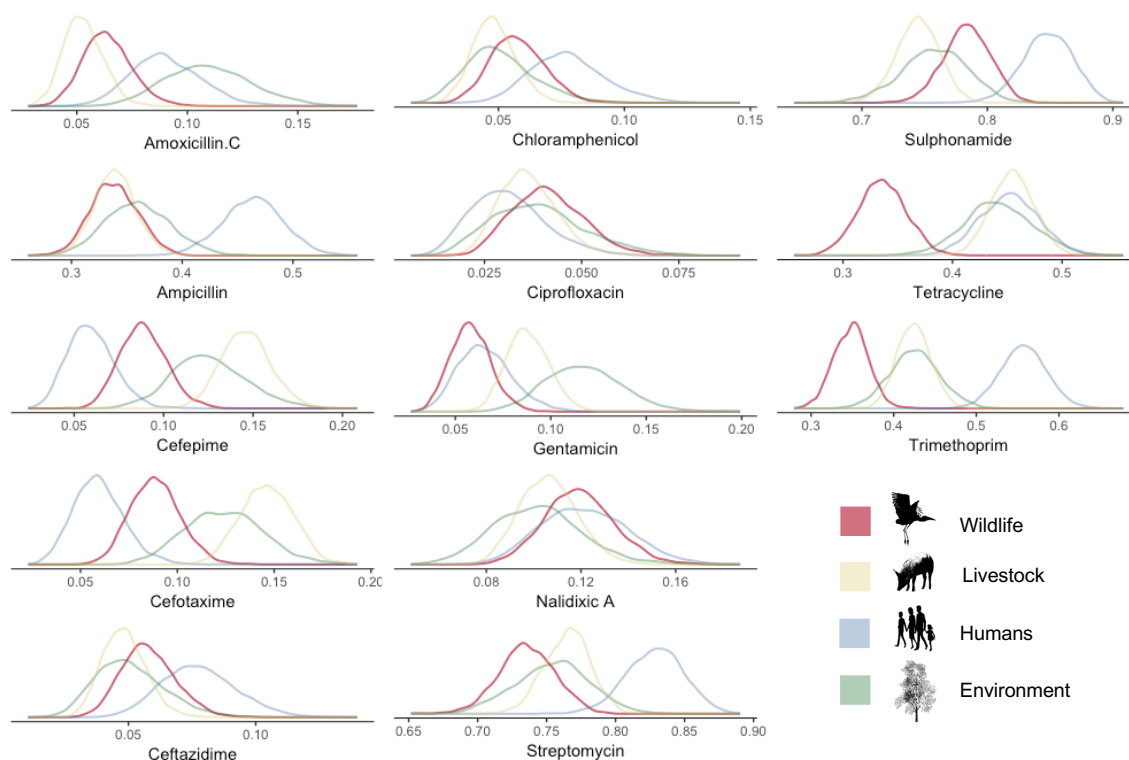 0.05 0.10 0.15
Amoxicillin.C
0.05 0.10 0.15
Chloramphenicol
0.7 0.8 0.9
Sulphonamide
0.3 0.4 0.5
Ampicillin
0.025 0.050 0.075
Ciprofloxacin
0.3 0.4 0.5
Tetracycline
0.05 0.10 0.15 0.20
Cefepime
0.05 0.10 0.15 0.20
Gentamicin
0.3 0.4 0.5 0.6
Trimethoprim
0.05 0.10 0.15 0.20
Cefotaxime
0.08 0.12 0.16
Nalidixic A
0.05 0.10
Ceftazidime
0.65 0.70 0.75 0.80 0.85 0.90
Streptomycin
Wildlife
Livestock
Humans
Environment